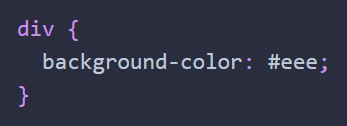 div {
  background-color: #eee;
}